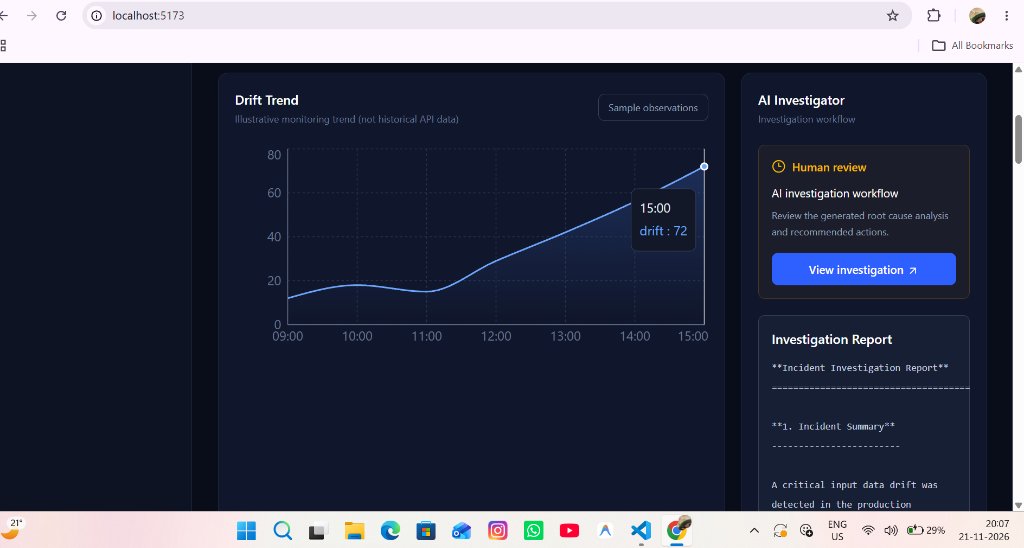 localhost:5173
All Bookmarks
Drift Trend
Illustrative monitoring trend (not historical API data)
Sample observations
80
60
40
20
0
09:00
10:00
11:00
12:00
13:00
14:00
15:00
15:00
drift : 72
AI Investigator
Investigation workflow
Human review
AI investigation workflow
Review the generated root cause analysis
and recommended actions.
View investigation ↗
Investigation Report
**Incident Investigation Report**
=====================================
**1. Incident Summary**
------------------------
A critical input data drift was
detected in the production
21°
ENG
US
29%
20:07
21-11-2026